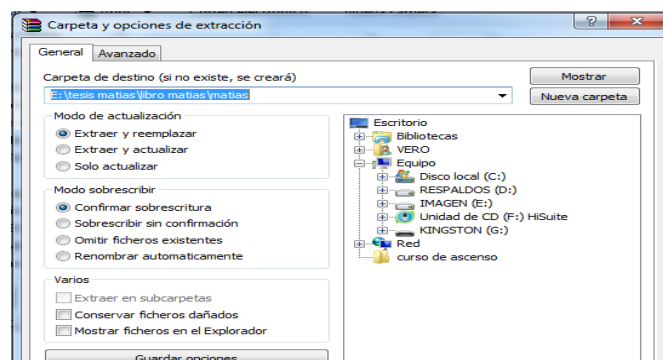 Carpeta y opciones de extracción
General Avanzado
Carpeta de destino (si no existe, se creará)
E:\tesis matias\libro matias\matias
Mostrar
Nueva carpeta
Modo de actualización
Extraer y reemplazar
Extraer y actualizar
Solo actualizar
Modo sobrescribir
Confirmar sobrescritura
Sobrescribir sin confirmación
Omitir ficheros existentes
Renombrar automaticamente
Varios
Extraer en subcarpetas
Conservar ficheros dañados
Mostrar ficheros en el Explorador
Guardar opciones
Escritorio
Bibliotecas
VERO
Equipo
Disco local (C:)
RESPALDOS (D:)
IMAGEN (E:)
Unidad de CD (F:) HiSuite
KINGSTON (G:)
Red
curso de ascenso